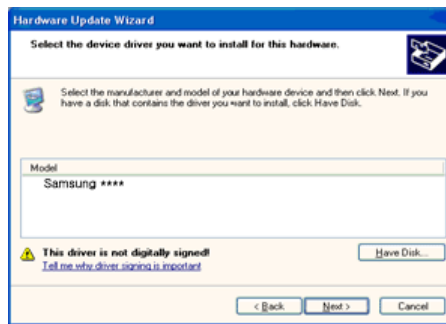 Hardware Update Wizard
Select the device driver you want to install for this hardware.
Select the manufacturer and model of your hardware device and then click Next. If you
have a disk that contains the driver you want to install, click Have Disk.
Model
Samsung ****
This driver is not digitally signed!
Tell me why driver signing is important
Have Disk...
< Back
Next >
Cancel